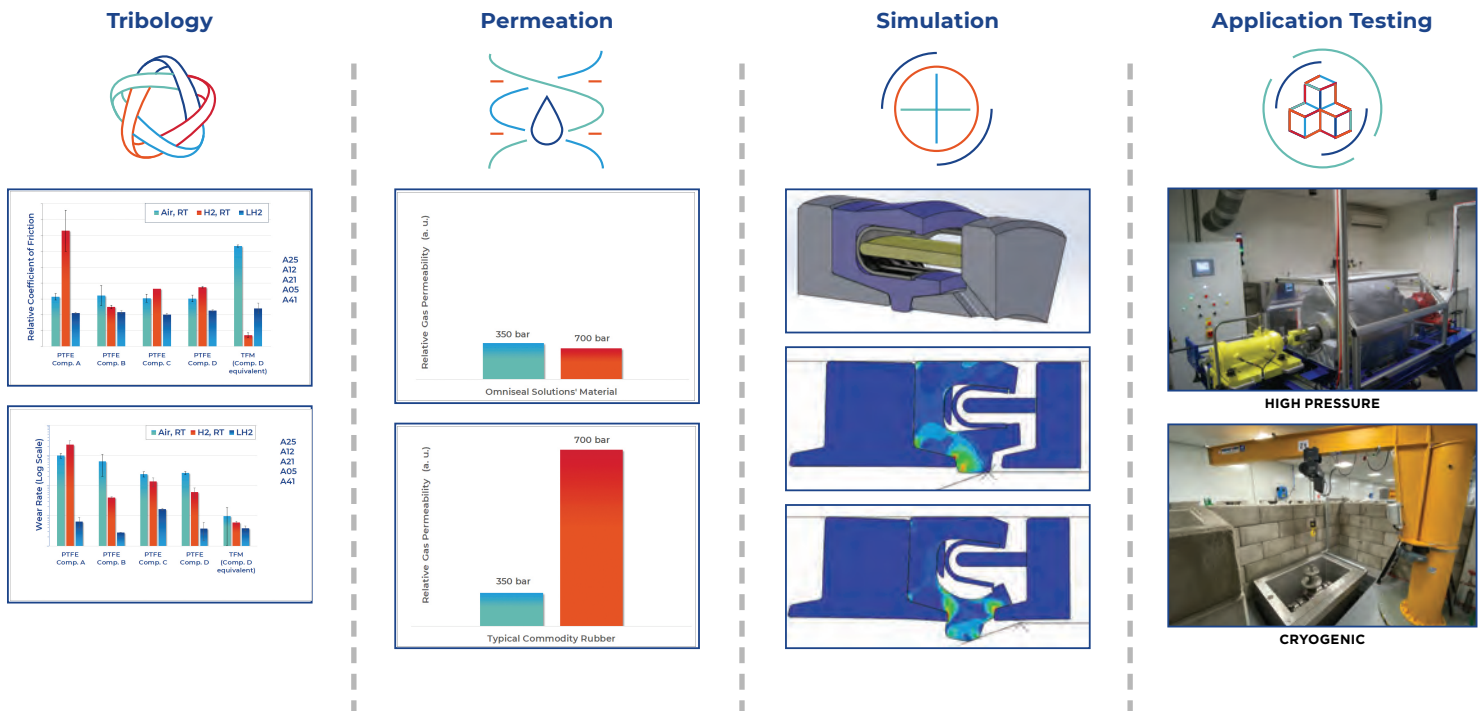 Tribology
Relative Coefficient of Friction
Air, RT H2, RT LH2
A25
A12
A21
A05
A41
PTFE
Comp. A
PTFE
Comp. B
PTFE
Comp. C
PTFE
Comp. D
TFM
(Comp. D
equivalent)
Wear Rate (Log Scale)
Air, RT H2, RT LH2
A25
A12
A21
A05
A41
PTFE
Comp. A
PTFE
Comp. B
PTFE
Comp. C
PTFE
Comp. D
TFM
(Comp. D
equivalent)
Permeation
Relative Gas Permeability (a. u.)
350 bar
700 bar
Omniseal Solutions' Material
Relative Gas Permeability (a. u.)
700 bar
350 bar
Typical Commodity Rubber
Simulation
Application Testing
HIGH PRESSURE
CRYOGENIC